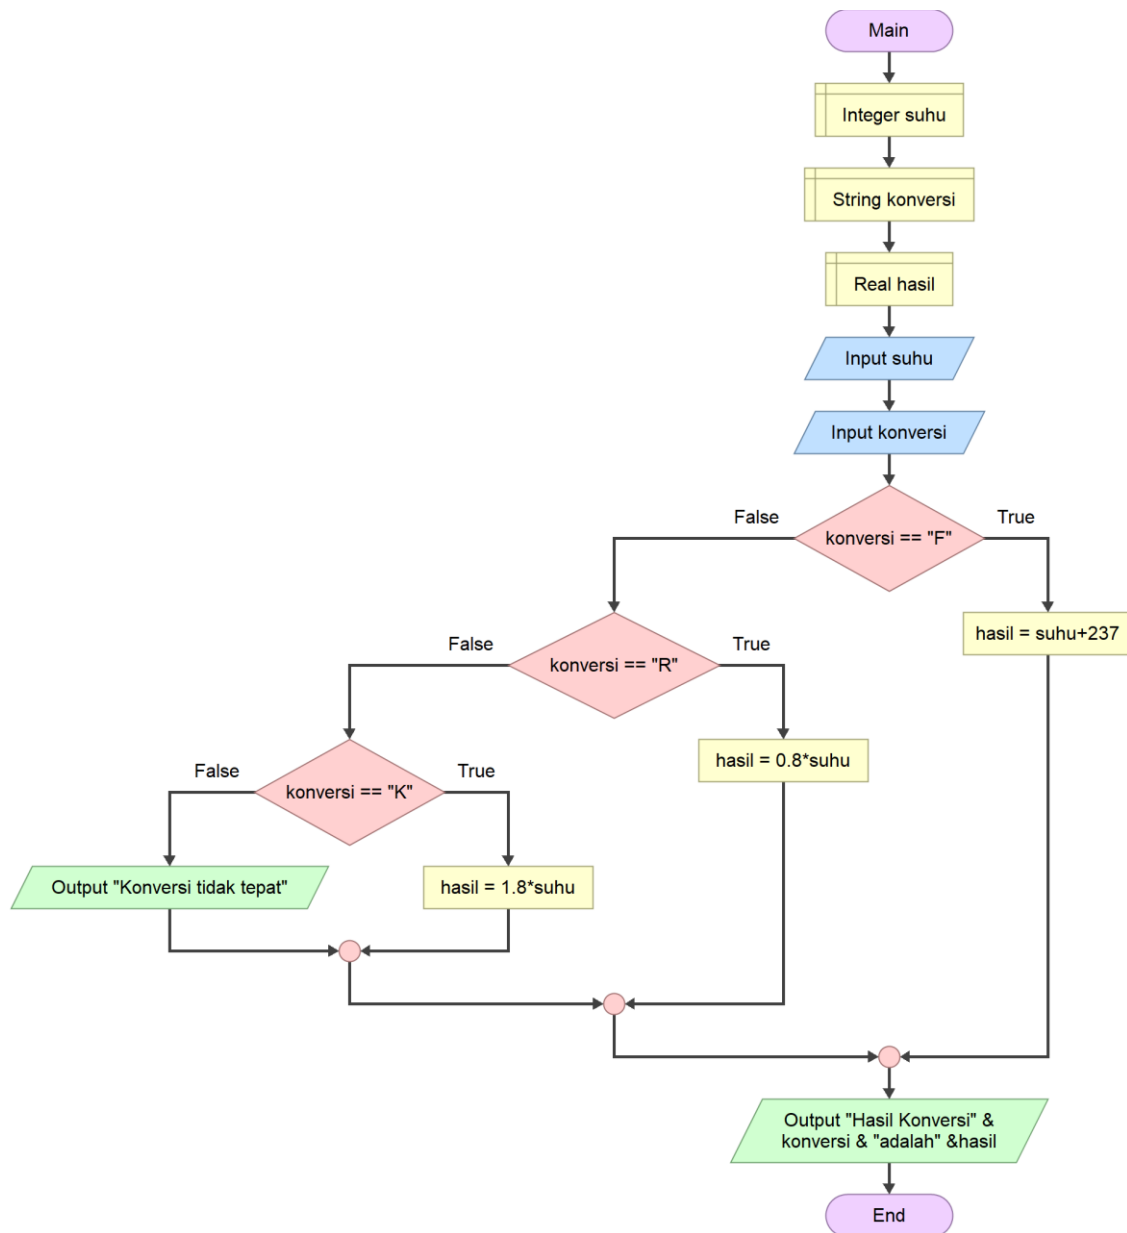 Main
Integer suhu
String konversi
Real hasil
Input suhu
Input konversi
False
True
konversi == "F"
hasil = suhu+237
False
True
konversi == "R"
hasil = 0.8*suhu
False
True
konversi == "K"
Output "Konversi tidak tepat"
hasil = 1.8*suhu
Output "Hasil Konversi" &
konversi & "adalah" &hasil
End